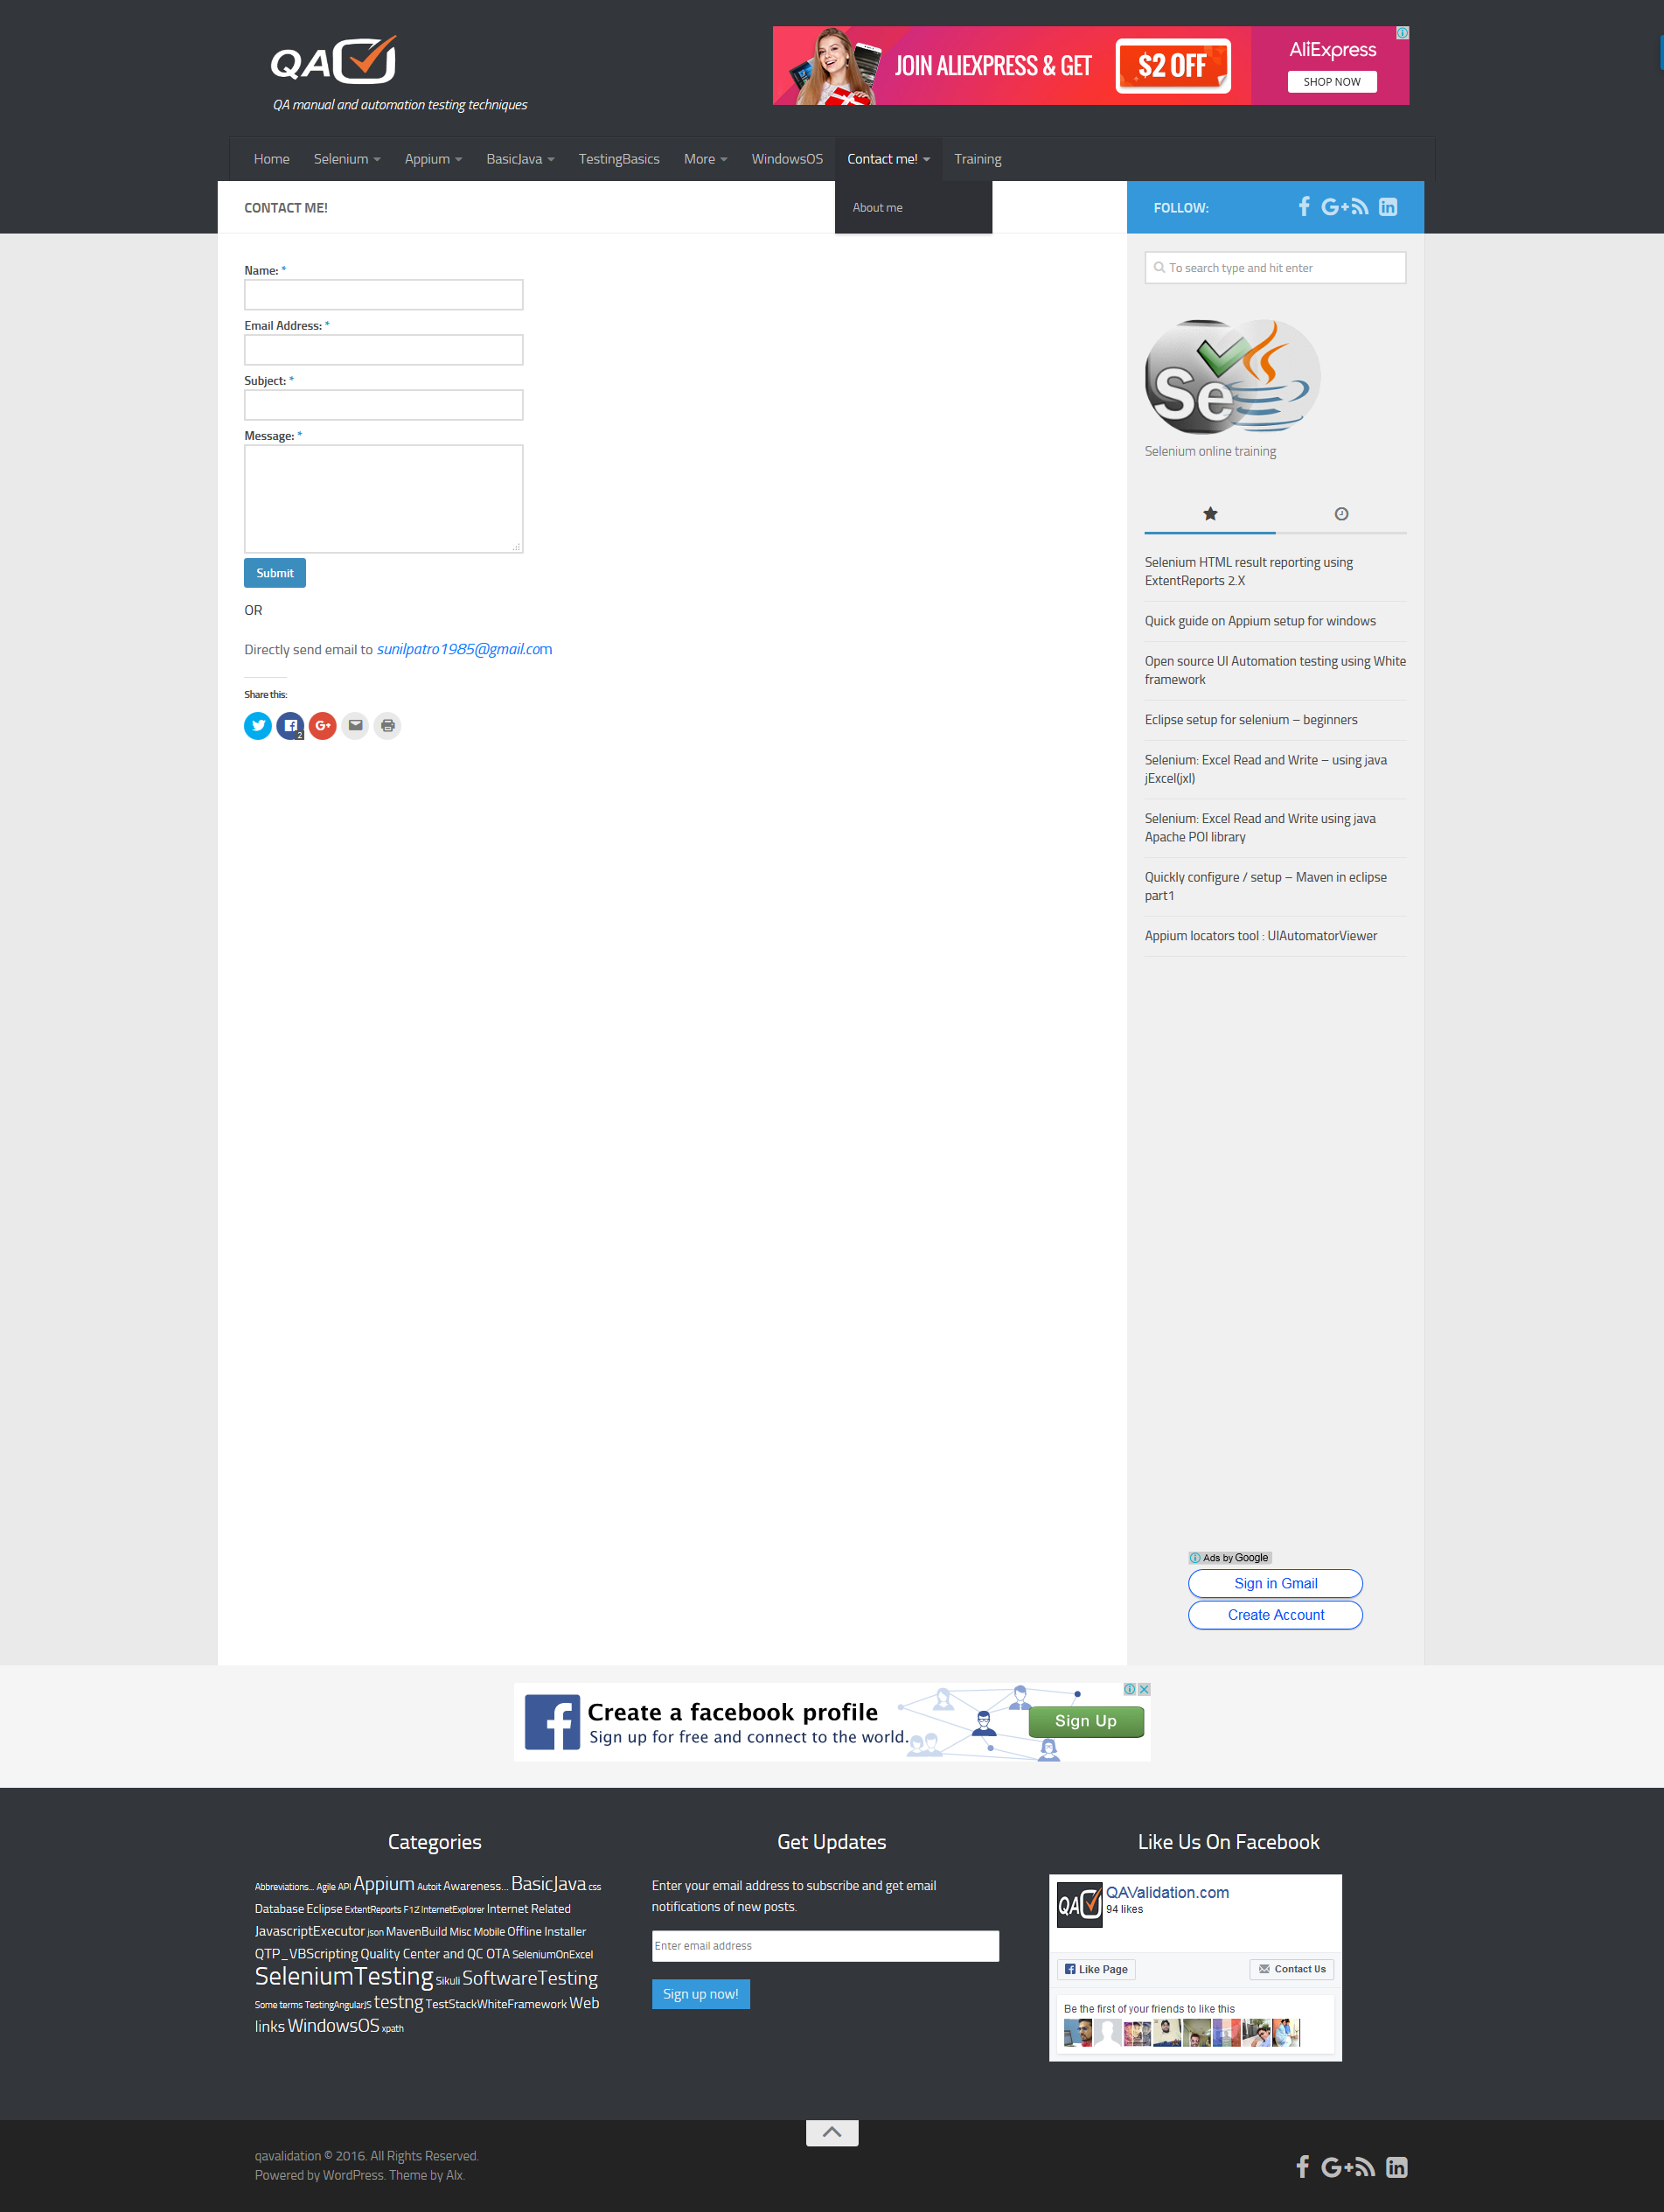 QA
QA manual and automation testing techniques
JOIN ALIEXPRESS & GET
$2 OFF
AliExpress
SHOP NOW
Home
Selenium
Appium
BasicJava
TestingBasics
More
WindowsOS
Contact me!
Training
About me
CONTACT ME!
FOLLOW:
Name: *
Email Address: *
Subject: *
Message: *
Submit
OR
Directly send email to sunilpatro1985@gmail.com
Share this:
2
To search type and hit enter
Se
Selenium online training
Selenium HTML result reporting using
ExtentReports 2.X
Quick guide on Appium setup for windows
Open source UI Automation testing using White
framework
Eclipse setup for selenium – beginners
Selenium: Excel Read and Write – using java
jExcel(jxl)
Selenium: Excel Read and Write using java
Apache POI library
Quickly configure / setup – Maven in eclipse
part1
Appium locators tool : UIAutomatorViewer
Ads by Google
Sign in Gmail
Create Account
Create a facebook profile
Sign up for free and connect to the world.
Sign Up
Categories
Abbreviations... Agile API Appium Autoit Awareness... BasicJava css
Database Eclipse ExtentReports F12 InternetExplorer Internet Related
JavascriptExecutor json MavenBuild Misc Mobile Offline Installer
QTP_VBScripting Quality Center and QC OTA SeleniumOnExcel
SeleniumTesting Sikuli SoftwareTesting
Some terms TestingAngularJS testng TestStackWhiteFramework Web
links WindowsOS xpath
Get Updates
Enter your email address to subscribe and get email
notifications of new posts.
Enter email address
Sign up now!
Like Us On Facebook
QA
QAValidation.com
94 likes
Like Page
Contact Us
Be the first of your friends to like this
qavalidation © 2016. All Rights Reserved.
Powered by WordPress. Theme by Alx.